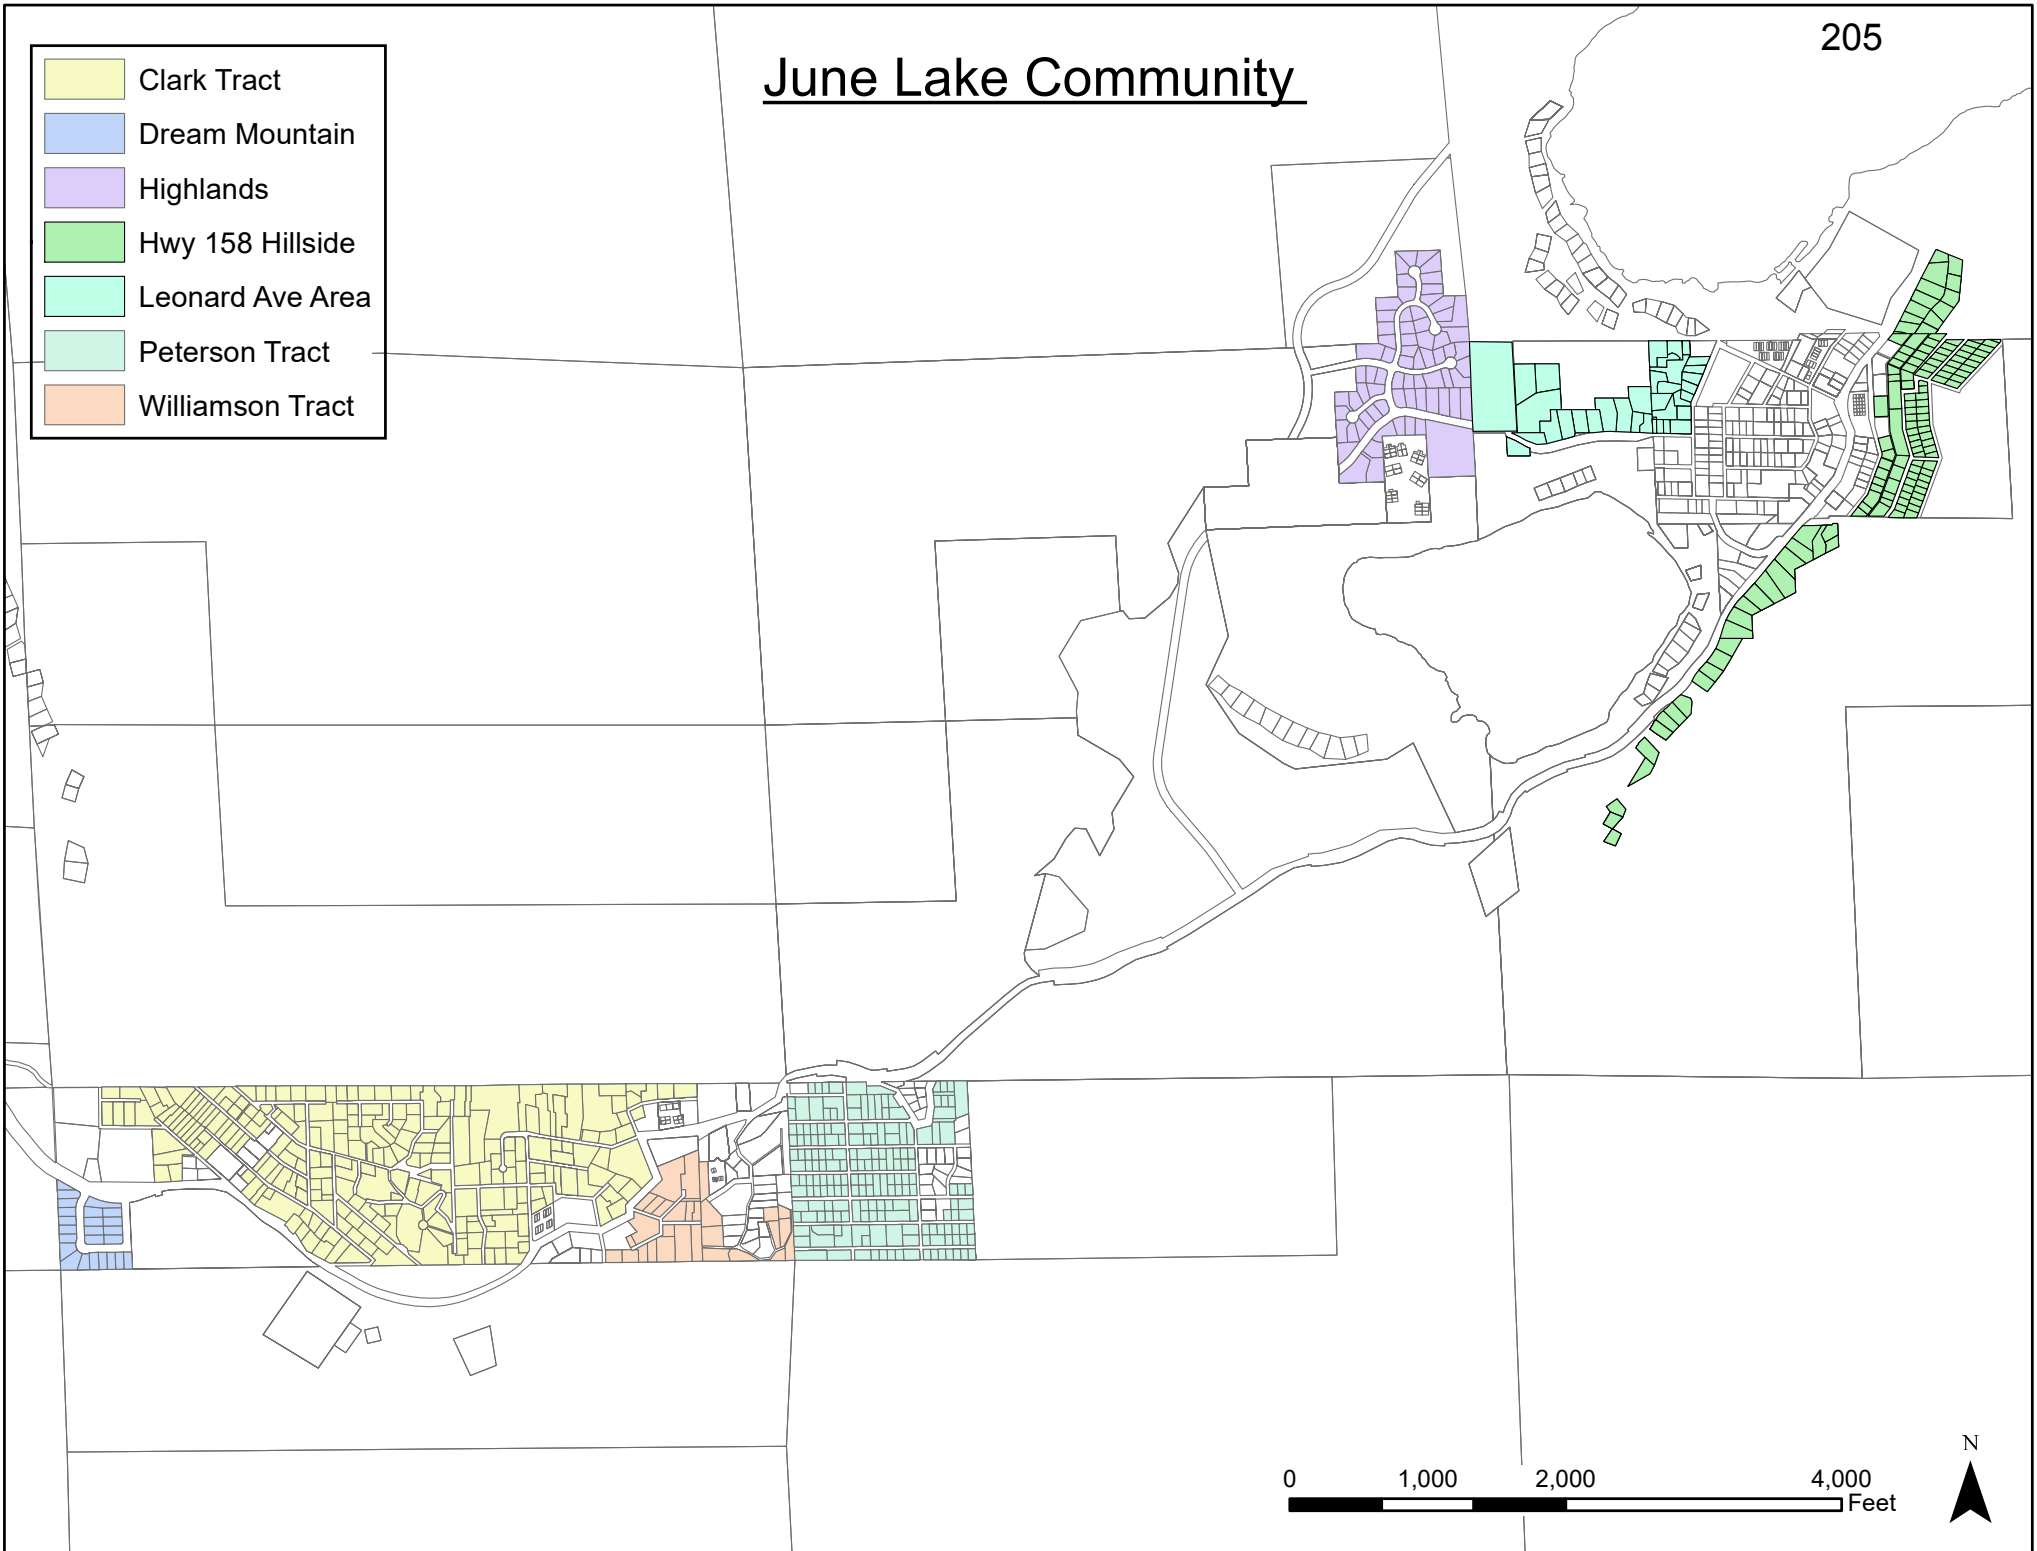 205
June Lake Community
Clark Tract
Dream Mountain
Highlands
Hwy 158 Hillside
Leonard Ave Area
Peterson Tract
Williamson Tract
N
0 1,000 2,000 4,000
Feet